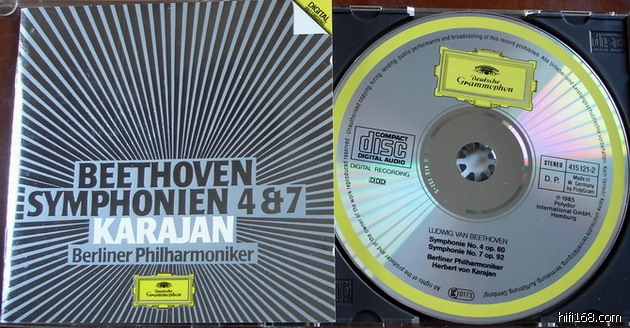 DIGITAL
RECORDING
BEETHOVEN
SYMPHONIEN 4&7
KARAJAN
Berliner Philharmoniker
Deutsche
Grammophon
Deutsche
Grammophon
COMPACT
disc
DIGITAL AUDIO
DIGITAL RECORDING
DDD
STEREO 415 121-2
D. P.
Made in W.
Germany
by PolyGram
℗ 1985
Polydor
International GmbH,
Hamburg
LUDWIG VAN BEETHOVEN
Symphonie No. 4 op. 60
Symphonie No. 7 op. 92
Berliner Philharmoniker
Herbert von Karajan
hifi168.com